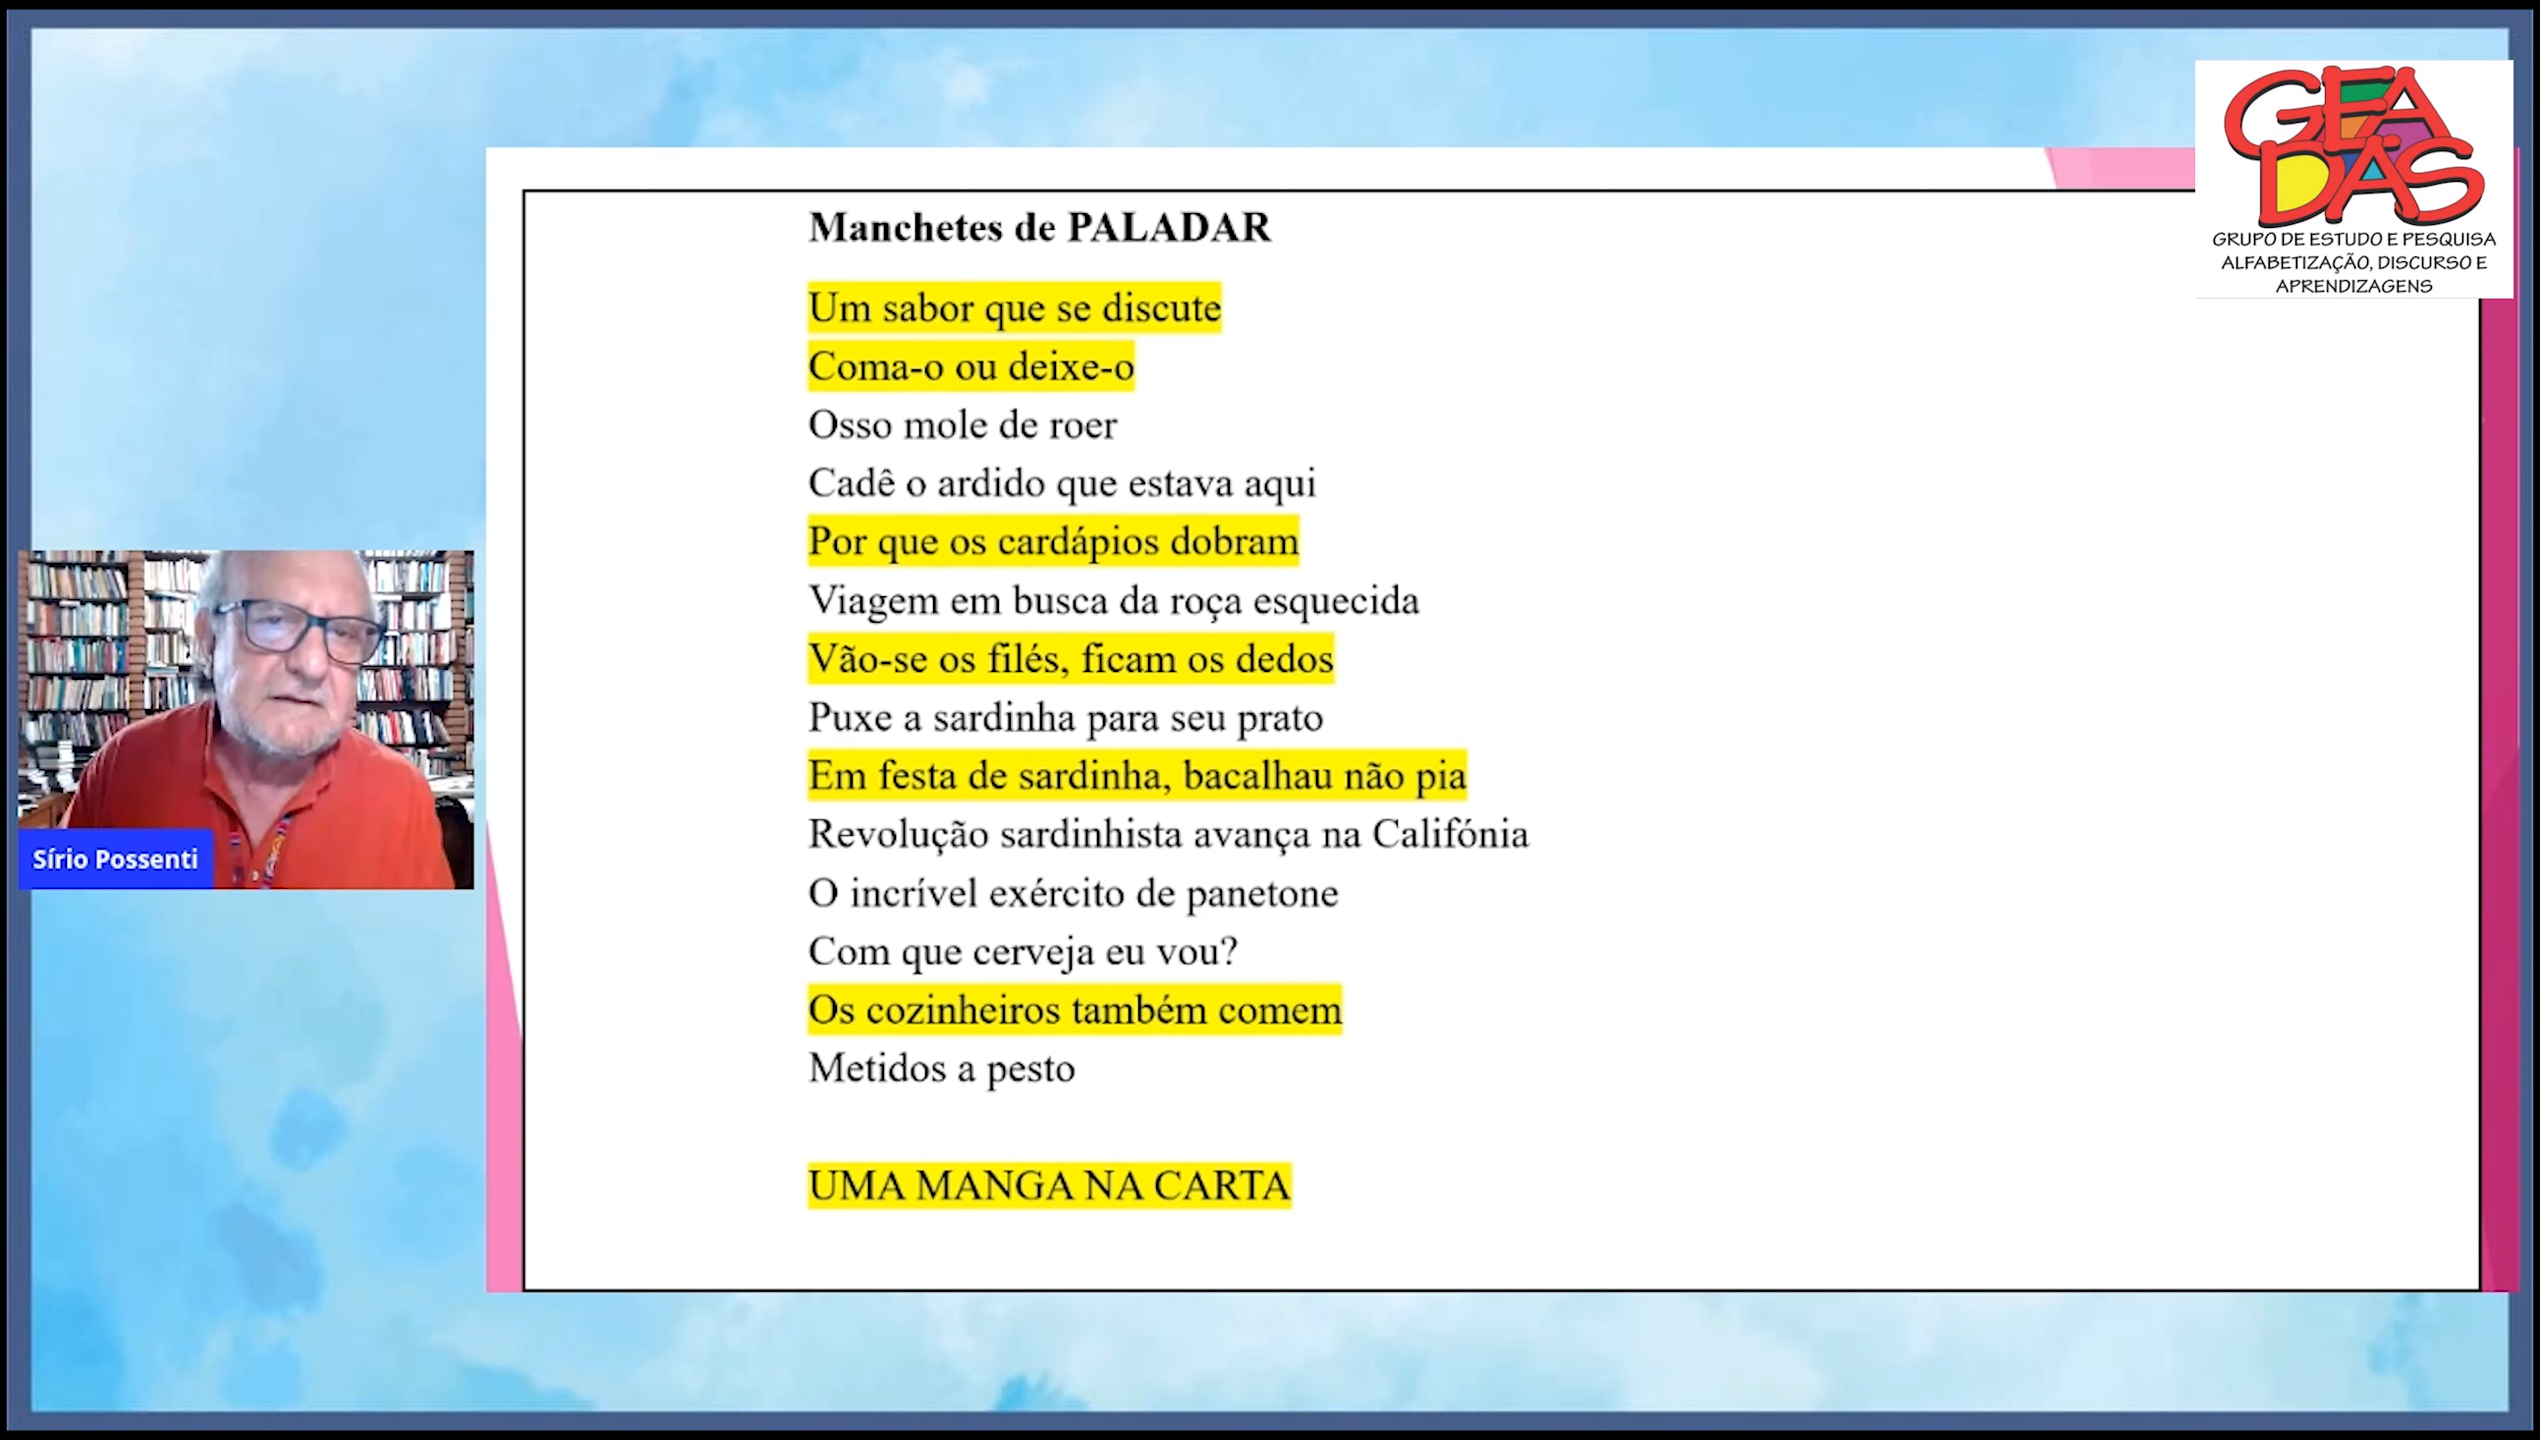 GEADAS
GRUPO DE ESTUDO E PESQUISA
ALFABETIZAÇÃO, DISCURSO E
APRENDIZAGENS
Manchetes de PALADAR
Um sabor que se discute
Coma-o ou deixe-o
Osso mole de roer
Cadê o ardido que estava aqui
Por que os cardápios dobram
Viagem em busca da roça esquecida
Vão-se os filés, ficam os dedos
Puxe a sardinha para seu prato
Em festa de sardinha, bacalhau não pia
Revolução sardinhista avança na Califónia
O incrível exército de panetone
Com que cerveja eu vou?
Os cozinheiros também comem
Metidos a pesto
UMA MANGA NA CARTA
Sírio Possenti